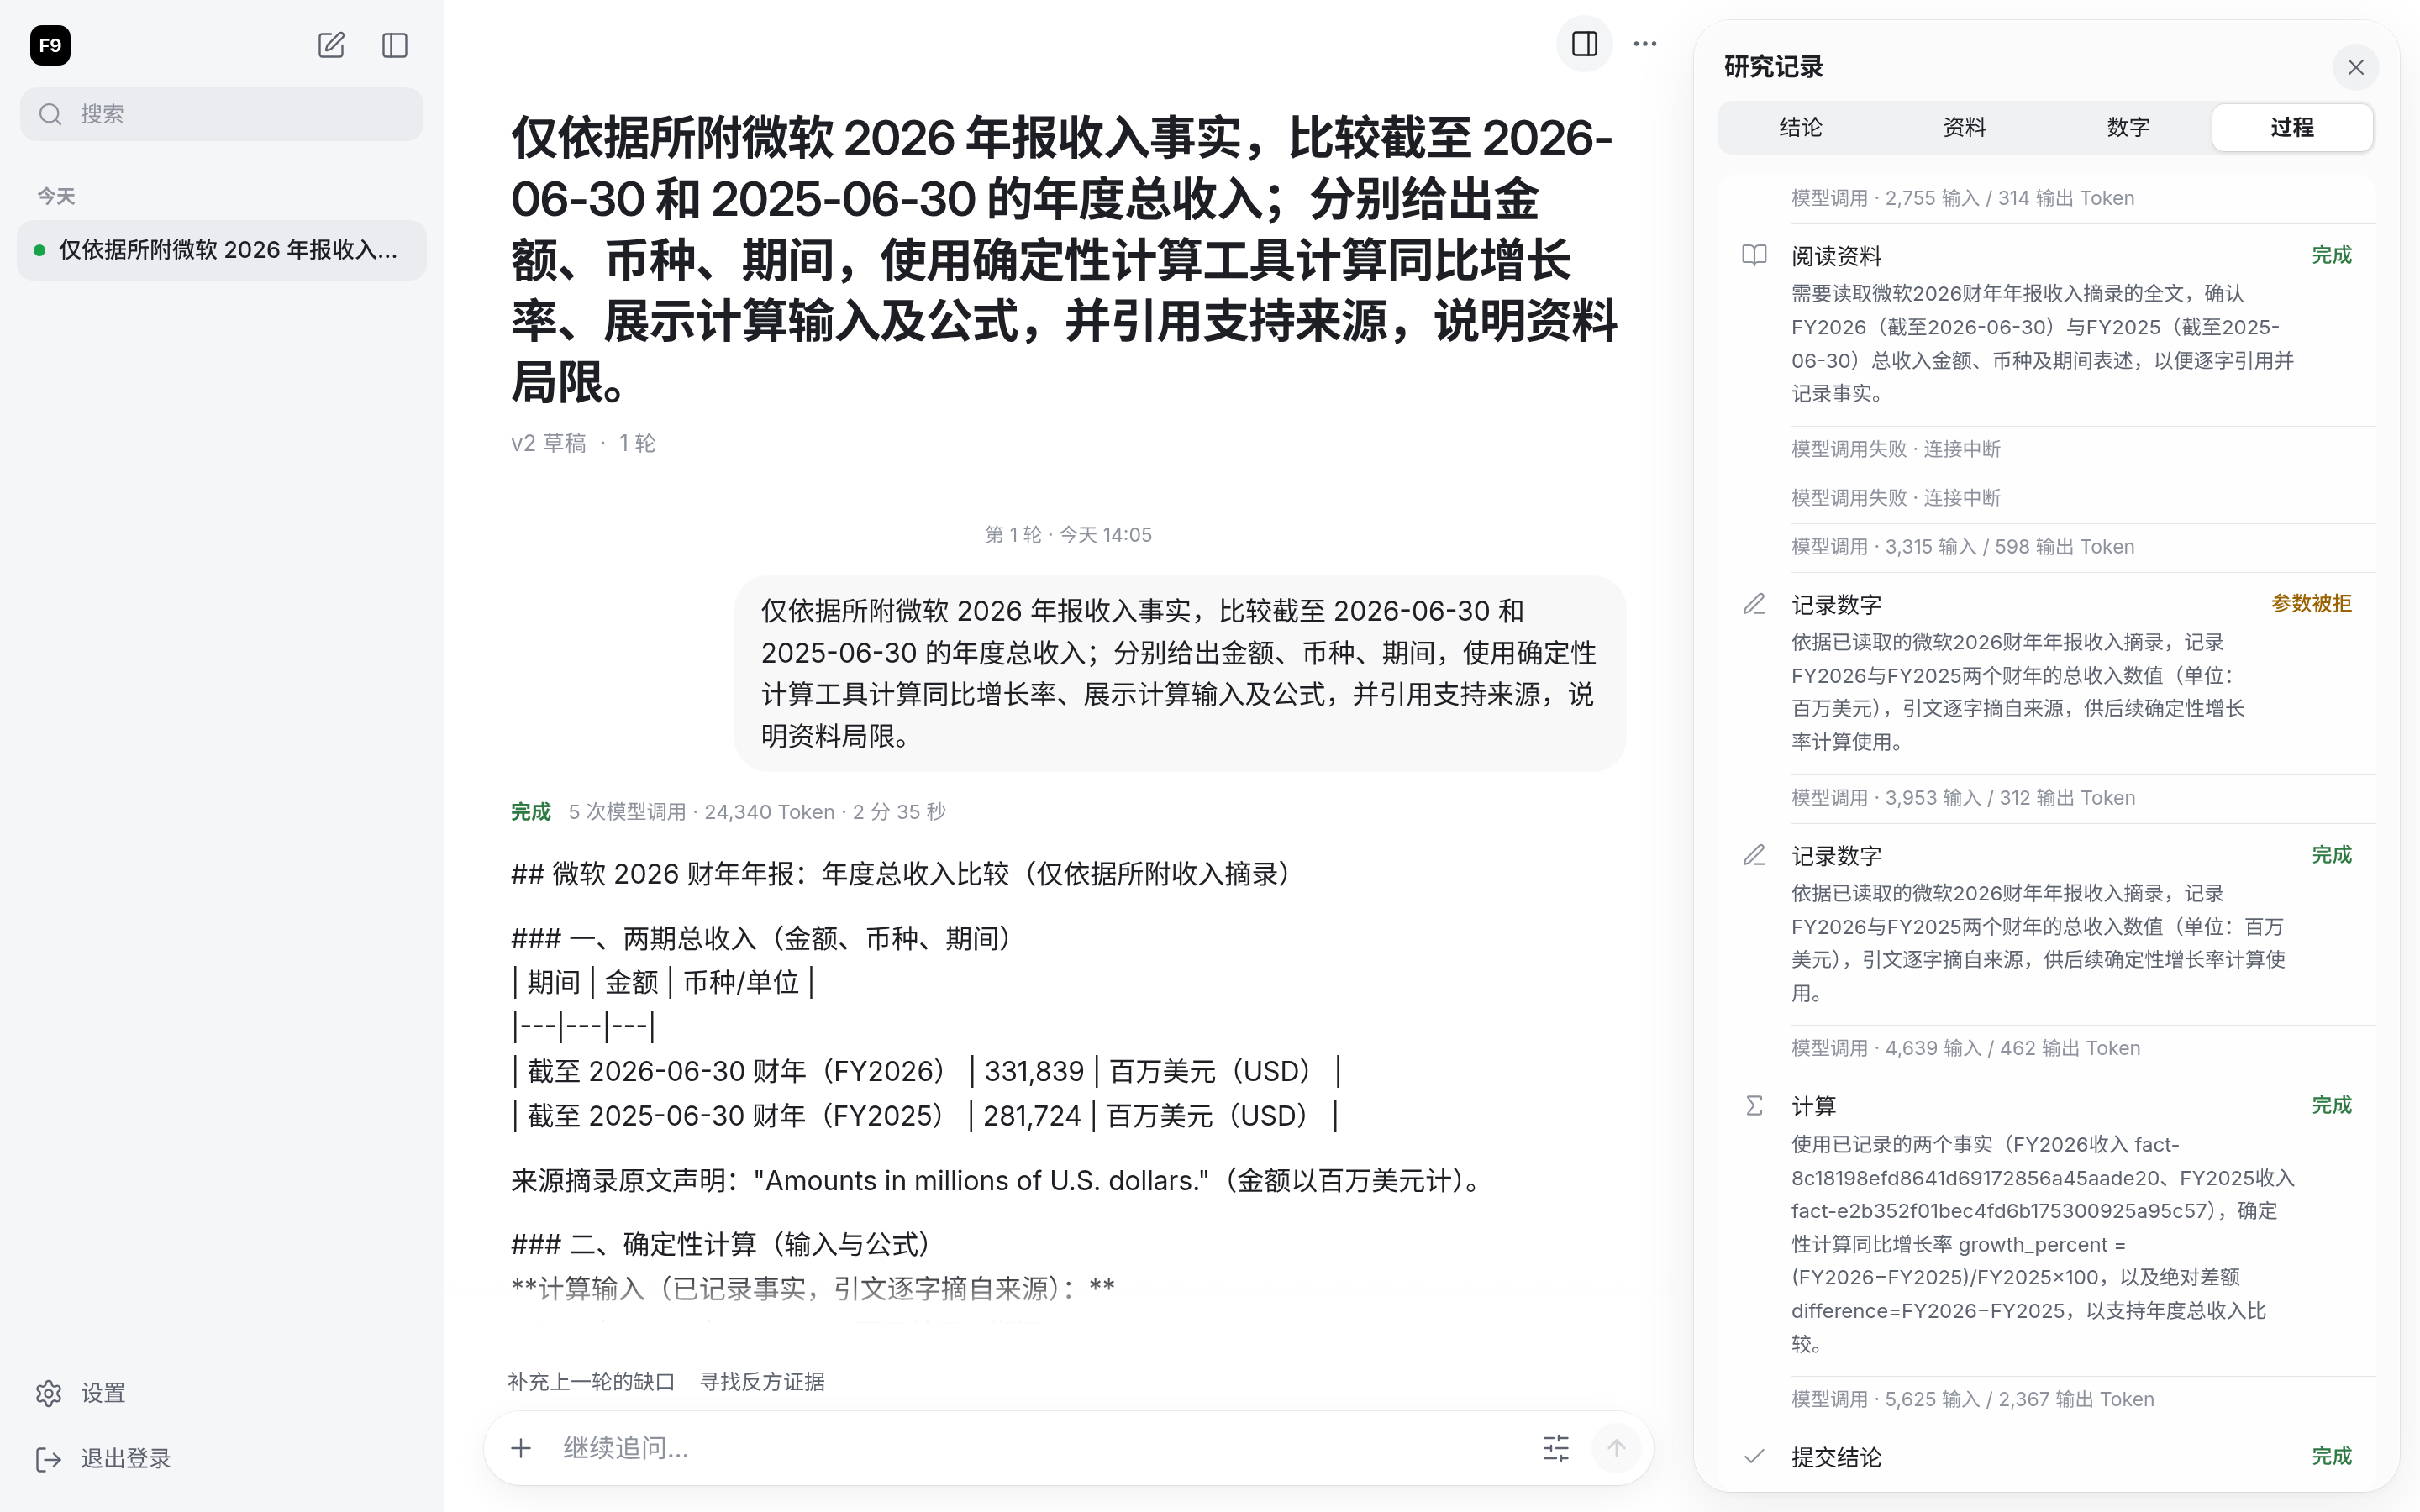 F9
搜索
今天
仅依据所附微软 2026 年报收入...
设置
退出登录
仅依据所附微软 2026 年报收入事实，比较截至 2026-
06-30 和 2025-06-30 的年度总收入；分别给出金
额、币种、期间，使用确定性计算工具计算同比增长
率、展示计算输入及公式，并引用支持来源，说明资料
局限。
v2 草稿 · 1 轮
第 1 轮 · 今天 14:05
仅依据所附微软 2026 年报收入事实，比较截至 2026-06-30 和
2025-06-30 的年度总收入；分别给出金额、币种、期间，使用确定性
计算工具计算同比增长率、展示计算输入及公式，并引用支持来源，说
明资料局限。
完成 5 次模型调用 · 24,340 Token · 2 分 35 秒
## 微软 2026 财年年报：年度总收入比较（仅依据所附收入摘录）
### 一、两期总收入（金额、币种、期间）
| 期间 | 金额 | 币种/单位 |
|---|---|---|
| 截至 2026-06-30 财年（FY2026） | 331,839 | 百万美元（USD） |
| 截至 2025-06-30 财年（FY2025） | 281,724 | 百万美元（USD） |
来源摘录原文声明："Amounts in millions of U.S. dollars."（金额以百万美元计）。
### 二、确定性计算（输入与公式）
**计算输入（已记录事实，引文逐字摘自来源）：**
补充上一轮的缺口 寻找反方证据
继续追问...
研究记录
结论 资料 数字 过程
模型调用 · 2,755 输入 / 314 输出 Token
阅读资料 完成
需要读取微软2026财年年报收入摘录的全文，确认
FY2026（截至2026-06-30）与FY2025（截至2025-
06-30）总收入金额、币种及期间表述，以便逐字引用并
记录事实。
模型调用失败 · 连接中断
模型调用失败 · 连接中断
模型调用 · 3,315 输入 / 598 输出 Token
记录数字 参数被拒
依据已读取的微软2026财年年报收入摘录，记录
FY2026与FY2025两个财年的总收入数值（单位：
百万美元），引文逐字摘自来源，供后续确定性增长
率计算使用。
模型调用 · 3,953 输入 / 312 输出 Token
记录数字 完成
依据已读取的微软2026财年年报收入摘录，记录
FY2026与FY2025两个财年的总收入数值（单位：百万
美元），引文逐字摘自来源，供后续确定性增长率计算使
用。
模型调用 · 4,639 输入 / 462 输出 Token
计算 完成
使用已记录的两个事实（FY2026收入 fact-
8c18198efd8641d69172856a45aade20、FY2025收入
fact-e2b352f01bec4fd6b175300925a95c57），确定
性计算同比增长率 growth_percent =
(FY2026−FY2025)/FY2025×100，以及绝对差额
difference=FY2026−FY2025，以支持年度总收入比
较。
模型调用 · 5,625 输入 / 2,367 输出 Token
提交结论 完成